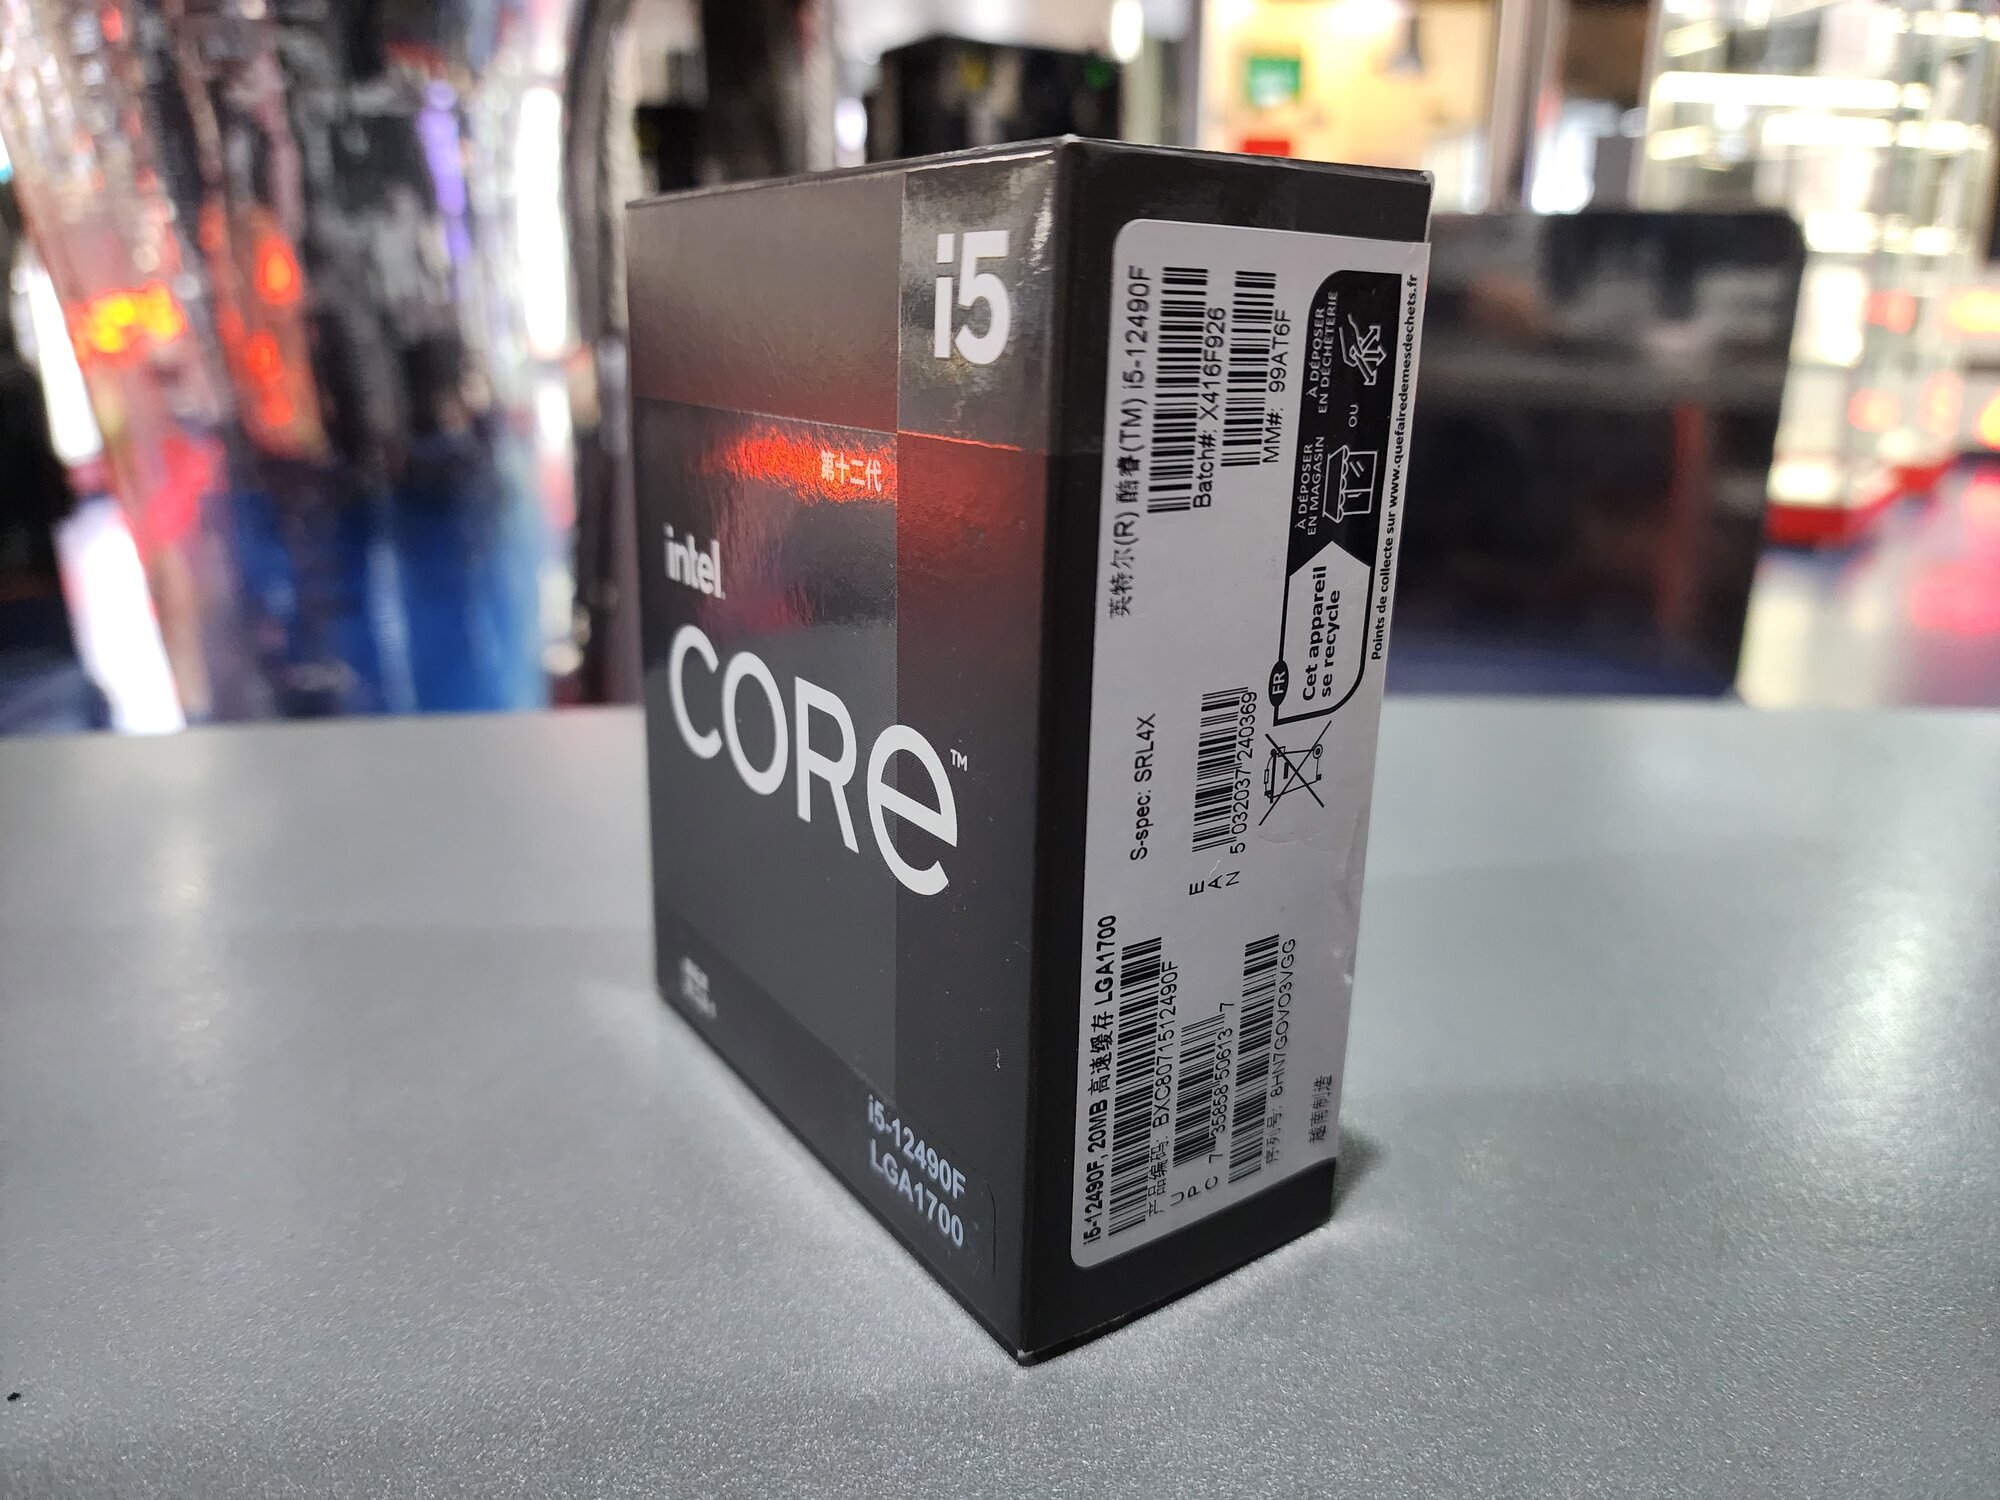 i5
第十二代
intel.
CORe™
i5-12490F
LGA1700
英特尔(R) 酷睿(TM) i5-12490F
Batch#: X416F926
MM#: 99AT6F
S-spec: SRL4X
E
A
N
5 032037 240369
i5-12490F, 20MB 高速缓存 LGA1700
产品编码: BXC8071512490F
U
P
C
7 35858 50613 7
序列号: 8HN7GOVO3VGG
越南制造
FR
Cet appareil
se recycle
À DÉPOSER
EN MAGASIN
OU
À DÉPOSER
EN DÉCHÈTERIE
Points de collecte sur www.quefairedemesdechets.fr